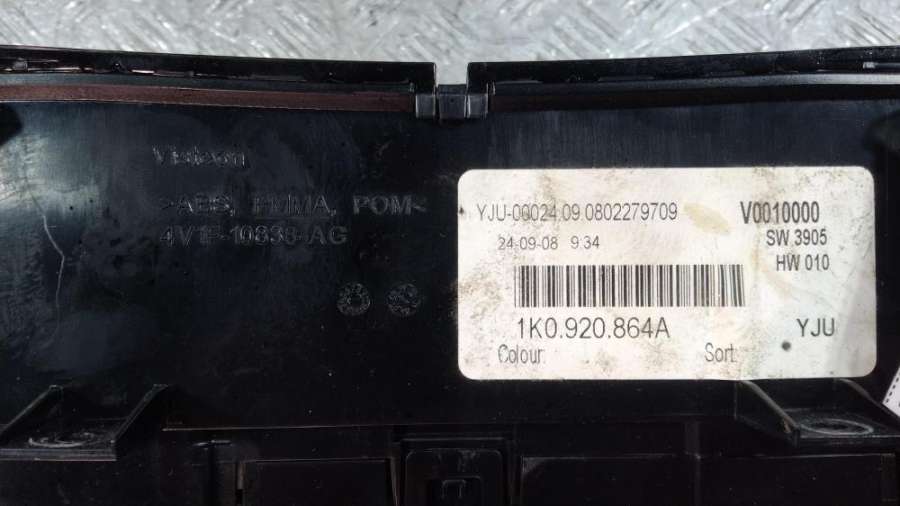 Visteon
>ABS, PMMA, POM<
4V1F-10838-AG
YJU-00024.09 0802279709
V0010000
24-09-08 9:34
SW 3905
HW 010
1K0.920.864A
YJU
Colour:
Sort: